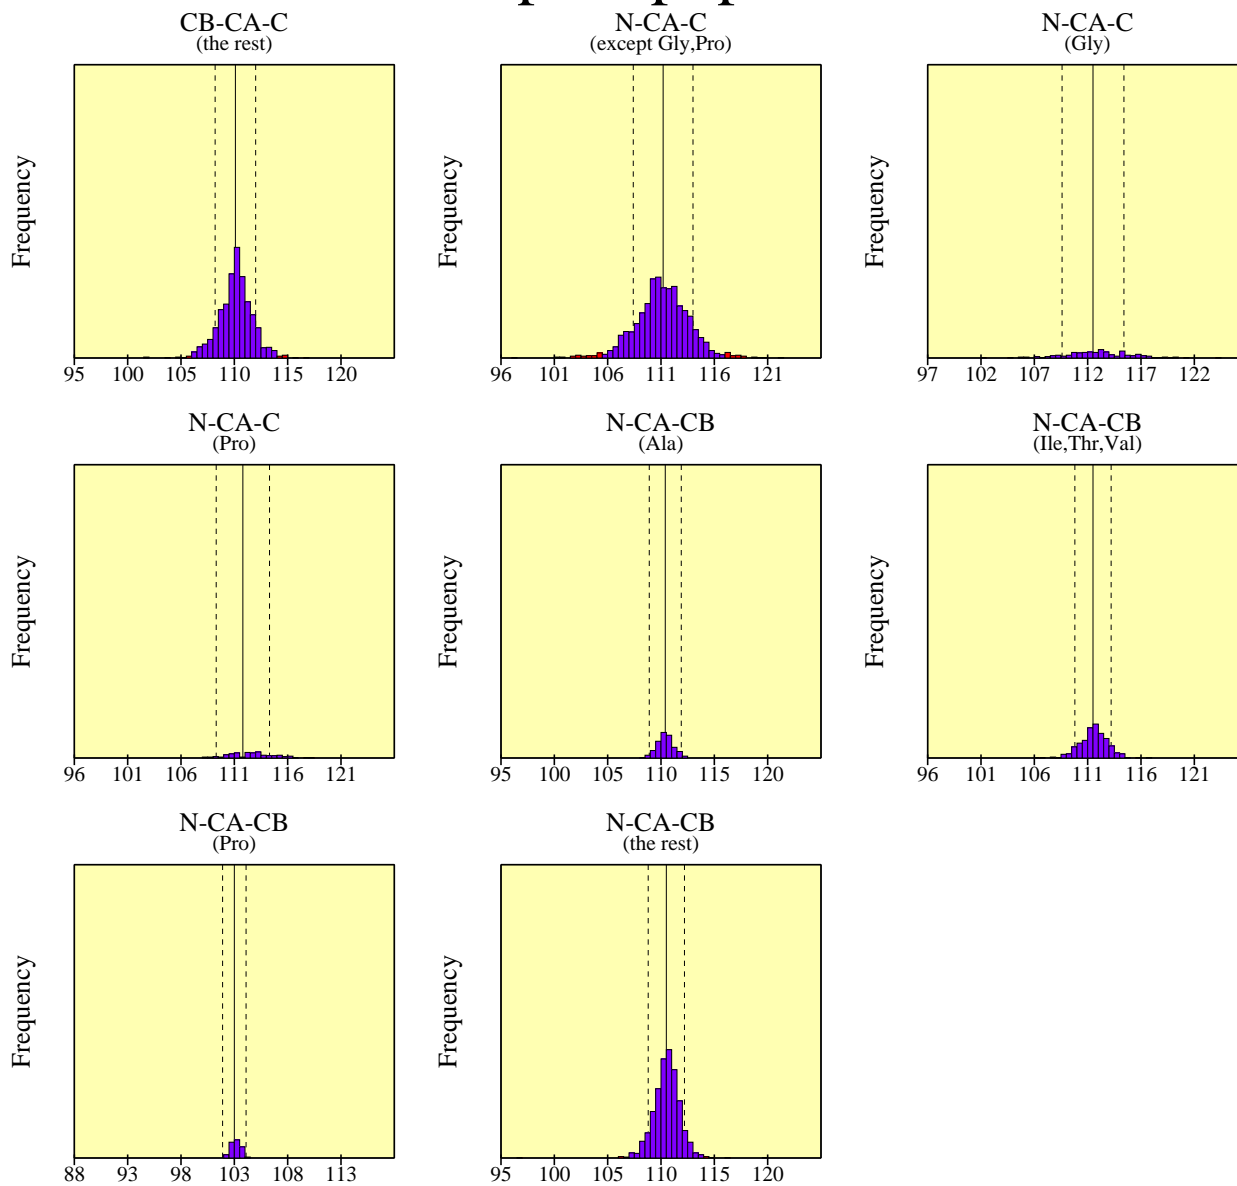 CB-CA-C
(the rest)
Frequency
95 100 105 110 115 120
N-CA-C
(except Gly,Pro)
Frequency
96 101 106 111 116 121
N-CA-C
(Gly)
Frequency
97 102 107 112 117 122
N-CA-C
(Pro)
Frequency
96 101 106 111 116 121
N-CA-CB
(Ala)
Frequency
95 100 105 110 115 120
N-CA-CB
(Ile,Thr,Val)
Frequency
96 101 106 111 116 121
N-CA-CB
(Pro)
Frequency
88 93 98 103 108 113
N-CA-CB
(the rest)
Frequency
95 100 105 110 115 120